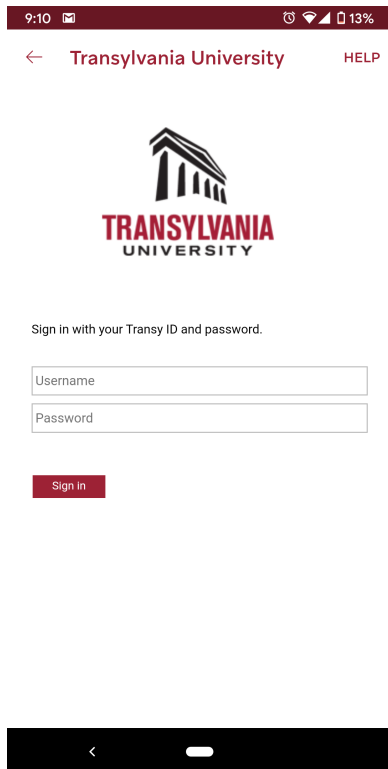 9:10 13%
Transylvania University HELP
TRANSYLVANIA
UNIVERSITY
Sign in with your Transy ID and password.
Username
Password
Sign in